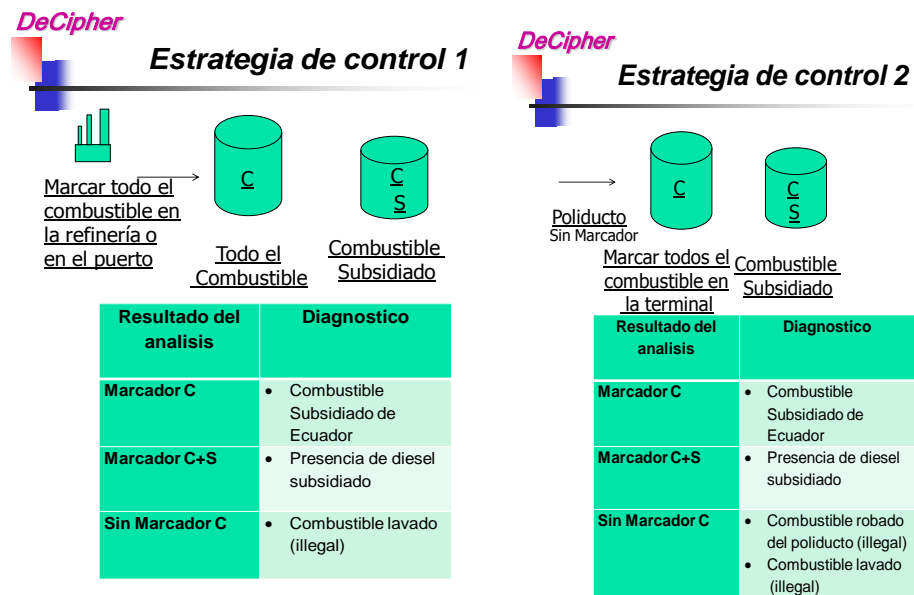 DeCipher
Estrategia de control 1
C
C
S
Marcar todo el
combustible en
la refinería o
en el puerto
Todo el
Combustible
Combustible
Subsidiado
Resultado del
analisis
Diagnostico
Marcador C
• Combustible
Subsidiado de
Ecuador
Marcador C+S
• Presencia de diesel
subsidiado
Sin Marcador C
• Combustible lavado
(illegal)
DeCipher
Estrategia de control 2
C
C
S
Poliducto
Sin Marcador
Marcar todos el
combustible en
la terminal
Combustible
Subsidiado
Resultado del
analisis
Diagnostico
Marcador C
• Combustible
Subsidiado de
Ecuador
Marcador C+S
• Presencia de diesel
subsidiado
Sin Marcador C
• Combustible robado
del poliducto (illegal)
• Combustible lavado
(illegal)